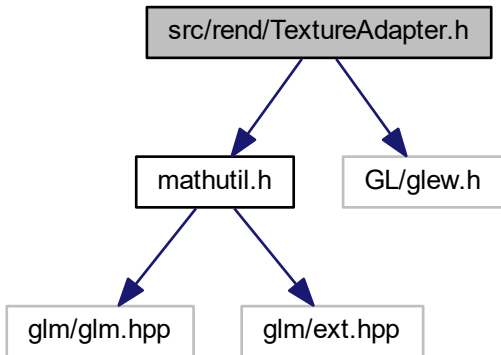 src/rend/TextureAdapter.h
mathutil.h
GL/glew.h
glm/glm.hpp
glm/ext.hpp